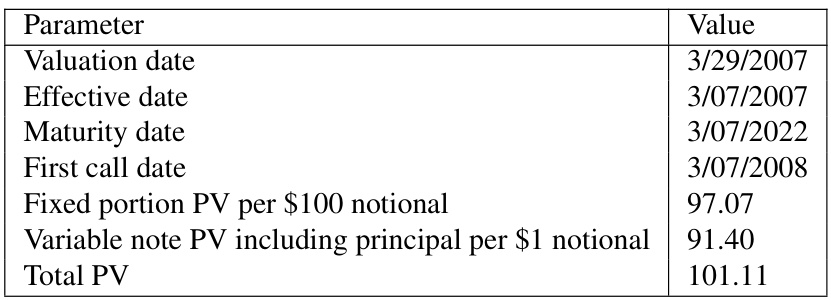 Parameter Value
Valuation date 3/29/2007
Effective date 3/07/2007
Maturity date 3/07/2022
First call date 3/07/2008
Fixed portion PV per $100 notional 97.07
Variable note PV including principal per $1 notional 91.40
Total PV 101.11